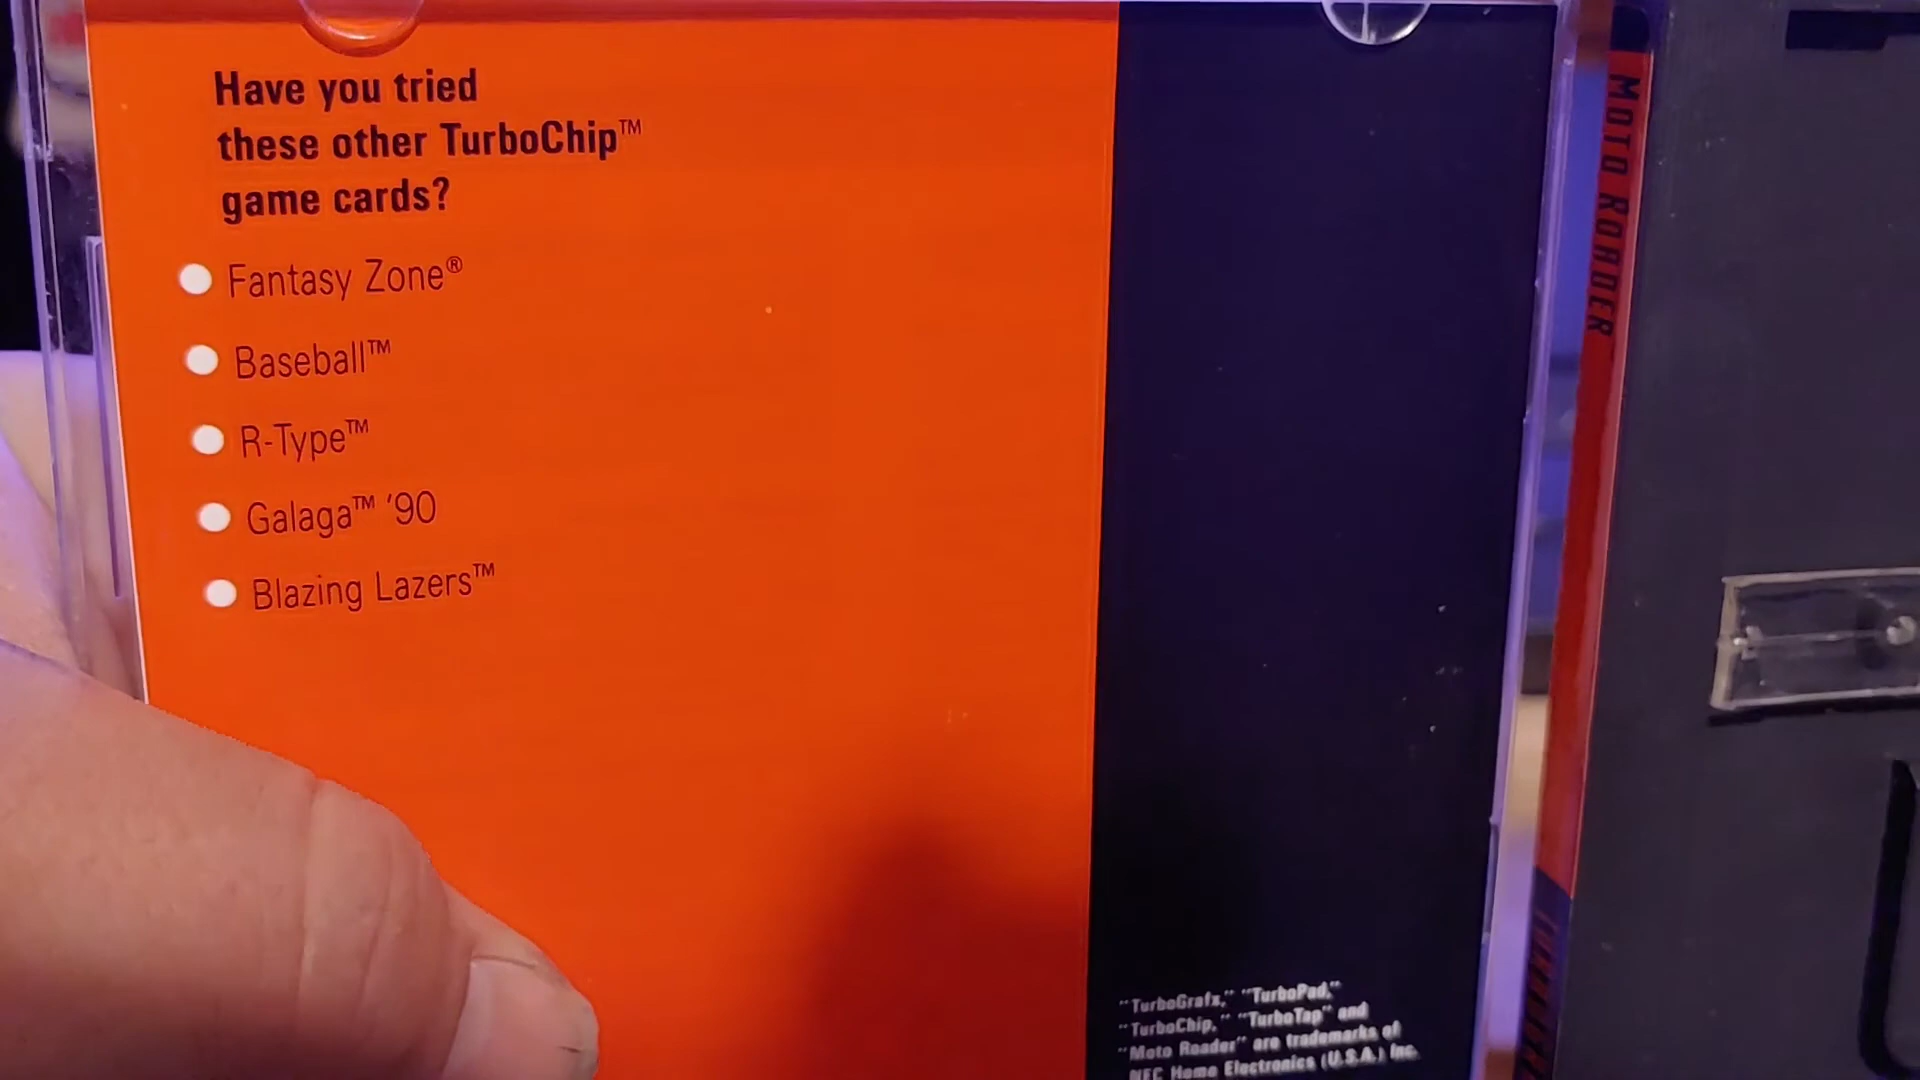 Have you tried
these other TurboChip™
game cards?
Fantasy Zone®
Baseball™
R-Type™
Galaga™ '90
Blazing Lazers™
"TurboGrafx," "TurboPad,"
"TurboChip," "TurboTap" and
"Moto Roader" are trademarks of
NEC Home Electronics (U.S.A.) Inc.
MOTO ROADER